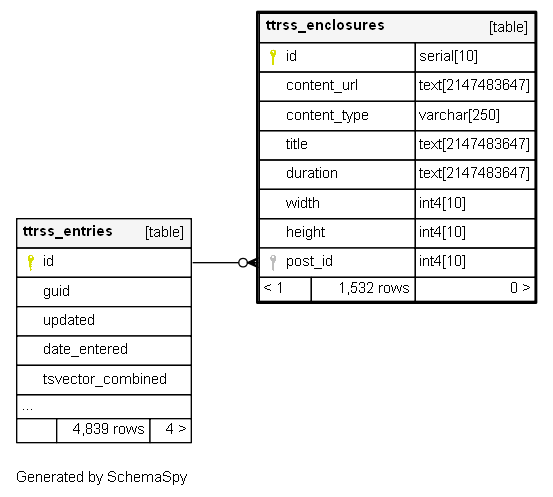 ttrss_enclosures [table]
id serial[10]
content_url text[2147483647]
content_type varchar[250]
title text[2147483647]
duration text[2147483647]
width int4[10]
height int4[10]
post_id int4[10]
< 1 1,532 rows 0 >
ttrss_entries [table]
id
guid
updated
date_entered
tsvector_combined
...
4,839 rows 4 >
Generated by SchemaSpy